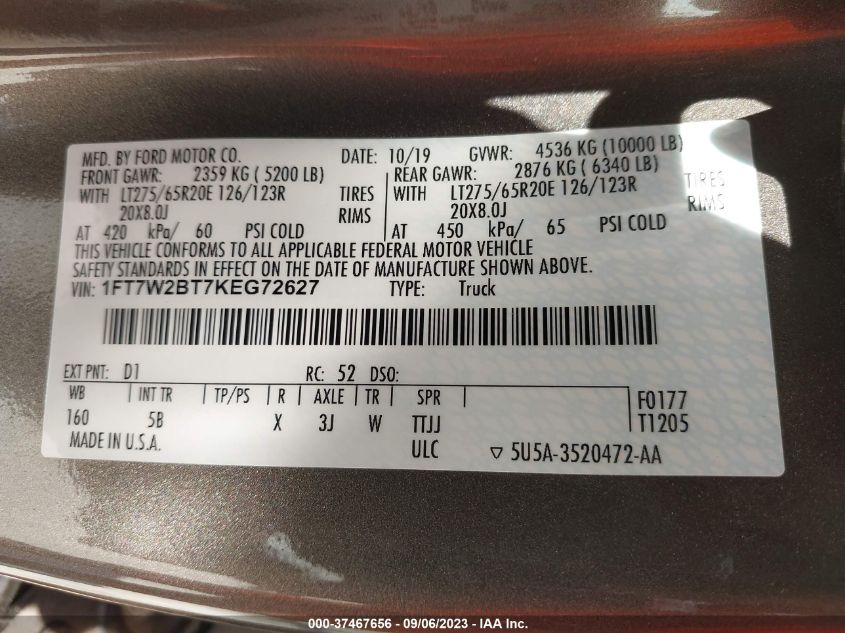 MFD. BY FORD MOTOR CO. DATE: 10/19 GVWR: 4536 KG (10000 LB)
FRONT GAWR: 2359 KG ( 5200 LB) REAR GAWR: 2876 KG ( 6340 LB)
WITH LT275/65R20E 126/123R TIRES WITH LT275/65R20E 126/123R TIRES
20X8.0J RIMS 20X8.0J RIMS
AT 420 kPa/ 60 PSI COLD AT 450 kPa/ 65 PSI COLD
THIS VEHICLE CONFORMS TO ALL APPLICABLE FEDERAL MOTOR VEHICLE
SAFETY STANDARDS IN EFFECT ON THE DATE OF MANUFACTURE SHOWN ABOVE.
VIN: 1FT7W2BT7KEG72627 TYPE: Truck
EXT PNT: D1 RC: 52 DSO:
WB INT TR TP/PS R AXLE TR SPR F0177
160 5B X 3J W TTJJ T1205
MADE IN U.S.A. ULC ▽ 5U5A-3520472-AA
000-37467656 - 09/06/2023 - IAA Inc.